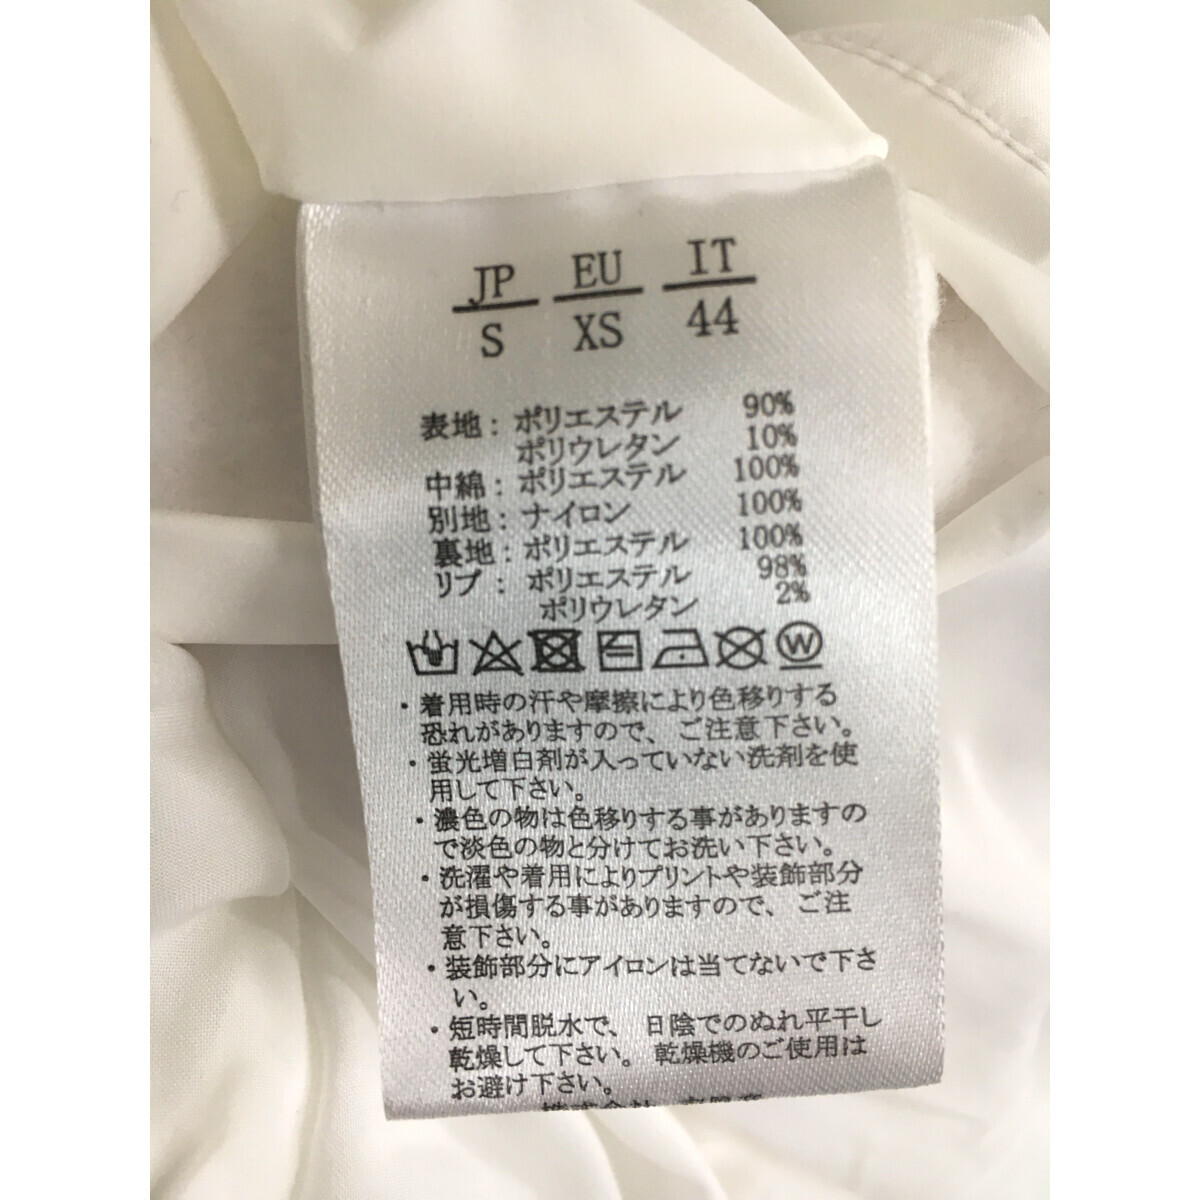 JP EU IT
S XS 44
表地：ポリエステル 90%
ポリウレタン 10%
中綿：ポリエステル 100%
別地：ナイロン 100%
裏地：ポリエステル 100%
リブ：ポリエステル 98%
ポリウレタン 2%
W
・着用時の汗や摩擦により色移りする
恐れがありますので、ご注意下さい。
・蛍光増白剤が入っていない洗剤を使
用して下さい。
・濃色の物は色移りする事がありますの
で淡色の物と分けてお洗い下さい。
・洗濯や着用によりプリントや装飾部分
が損傷する事がありますので、ご注
意下さい。
・装飾部分にアイロンは当てないで下さ
い。
・短時間脱水で、日陰でのぬれ平干し
乾燥して下さい。乾燥機のご使用は
お避け下さい。
株式会社